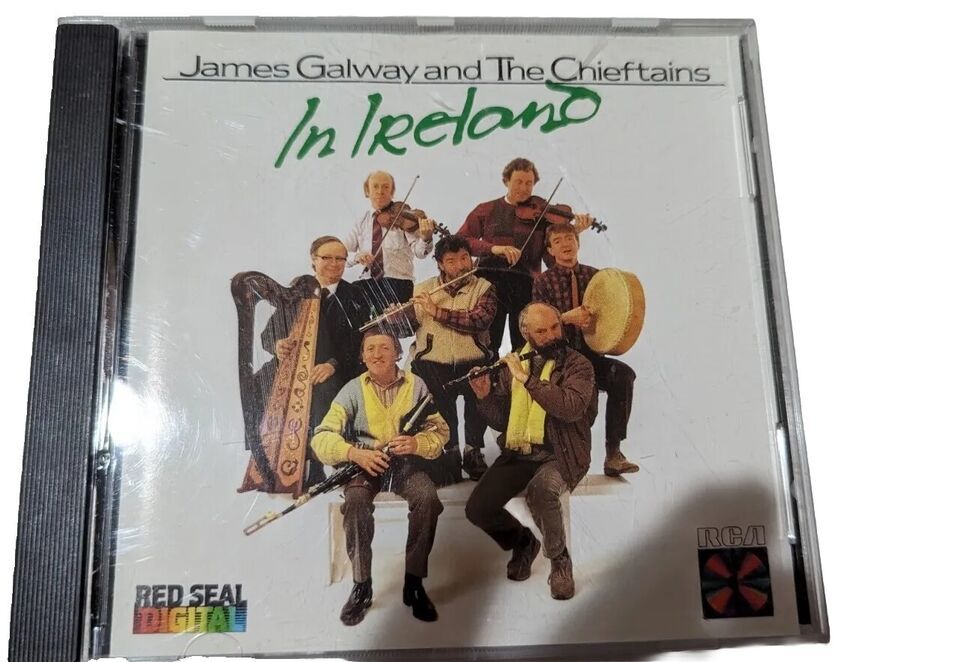 James Galway and The Chieftains
In Ireland
RCA
RED SEAL
DIGITAL